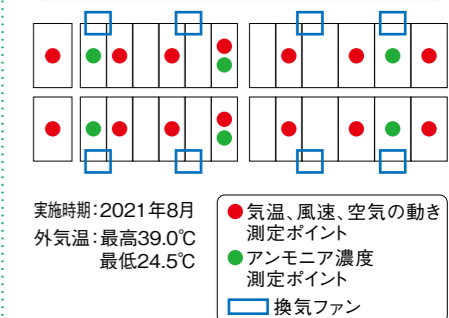 実施時期：2021年8月
外気温：最高39.0℃
最低24.5℃
気温、風速、空気の動き
測定ポイント
アンモニア濃度
測定ポイント
換気ファン